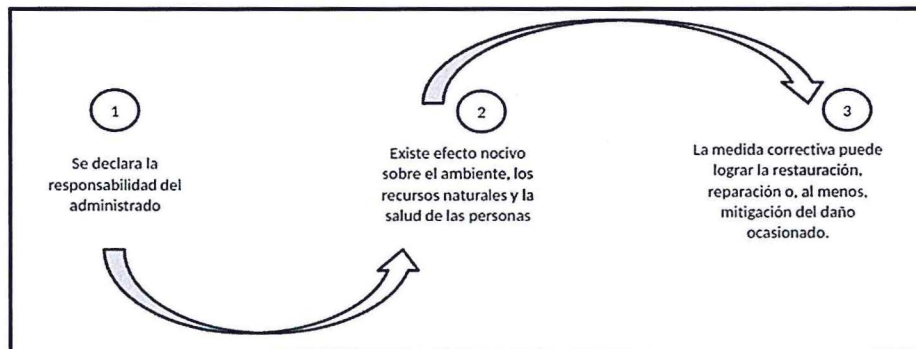 1
Se declara la
responsabilidad del
administrado
2
Existe efecto nocivo
sobre el ambiente, los
recursos naturales y la
salud de las personas
3
La medida correctiva puede
lograr la restauración,
reparación o, al menos,
mitigación del daño
ocasionado.